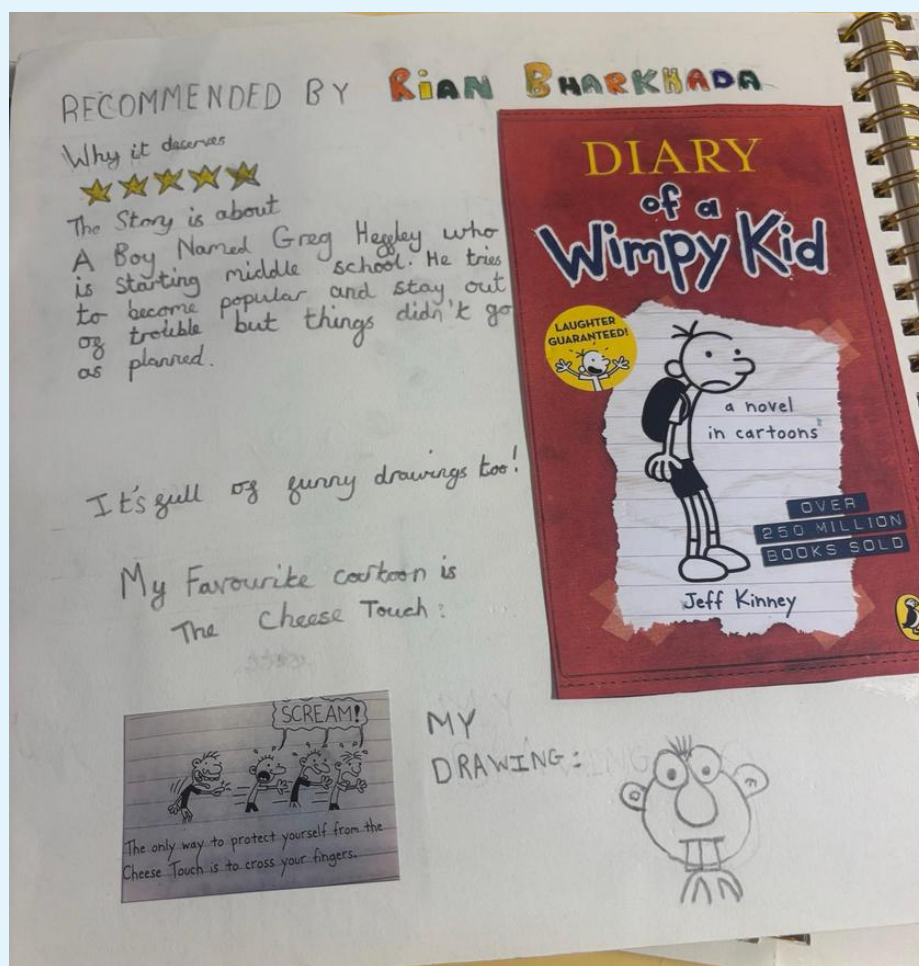 RECOMMENDED BY RiAN BHARKHADA
Why it deserves
The Story is about
A Boy Named Greg Heggley who
is starting middle school. He tries
to become popular and stay out
of trouble but things didn't go
as planned.
It's full of funny drawings too!
My Favourite cartoon is
The Cheese Touch:
SCREAM!
The only way to protect yourself from the
Cheese Touch is to cross your fingers.
MY
DRAWING:
DIARY
of a
Wimpy Kid
LAUGHTER
GUARANTEED!
a novel
in cartoons
OVER
250 MILLION
BOOKS SOLD
Jeff Kinney